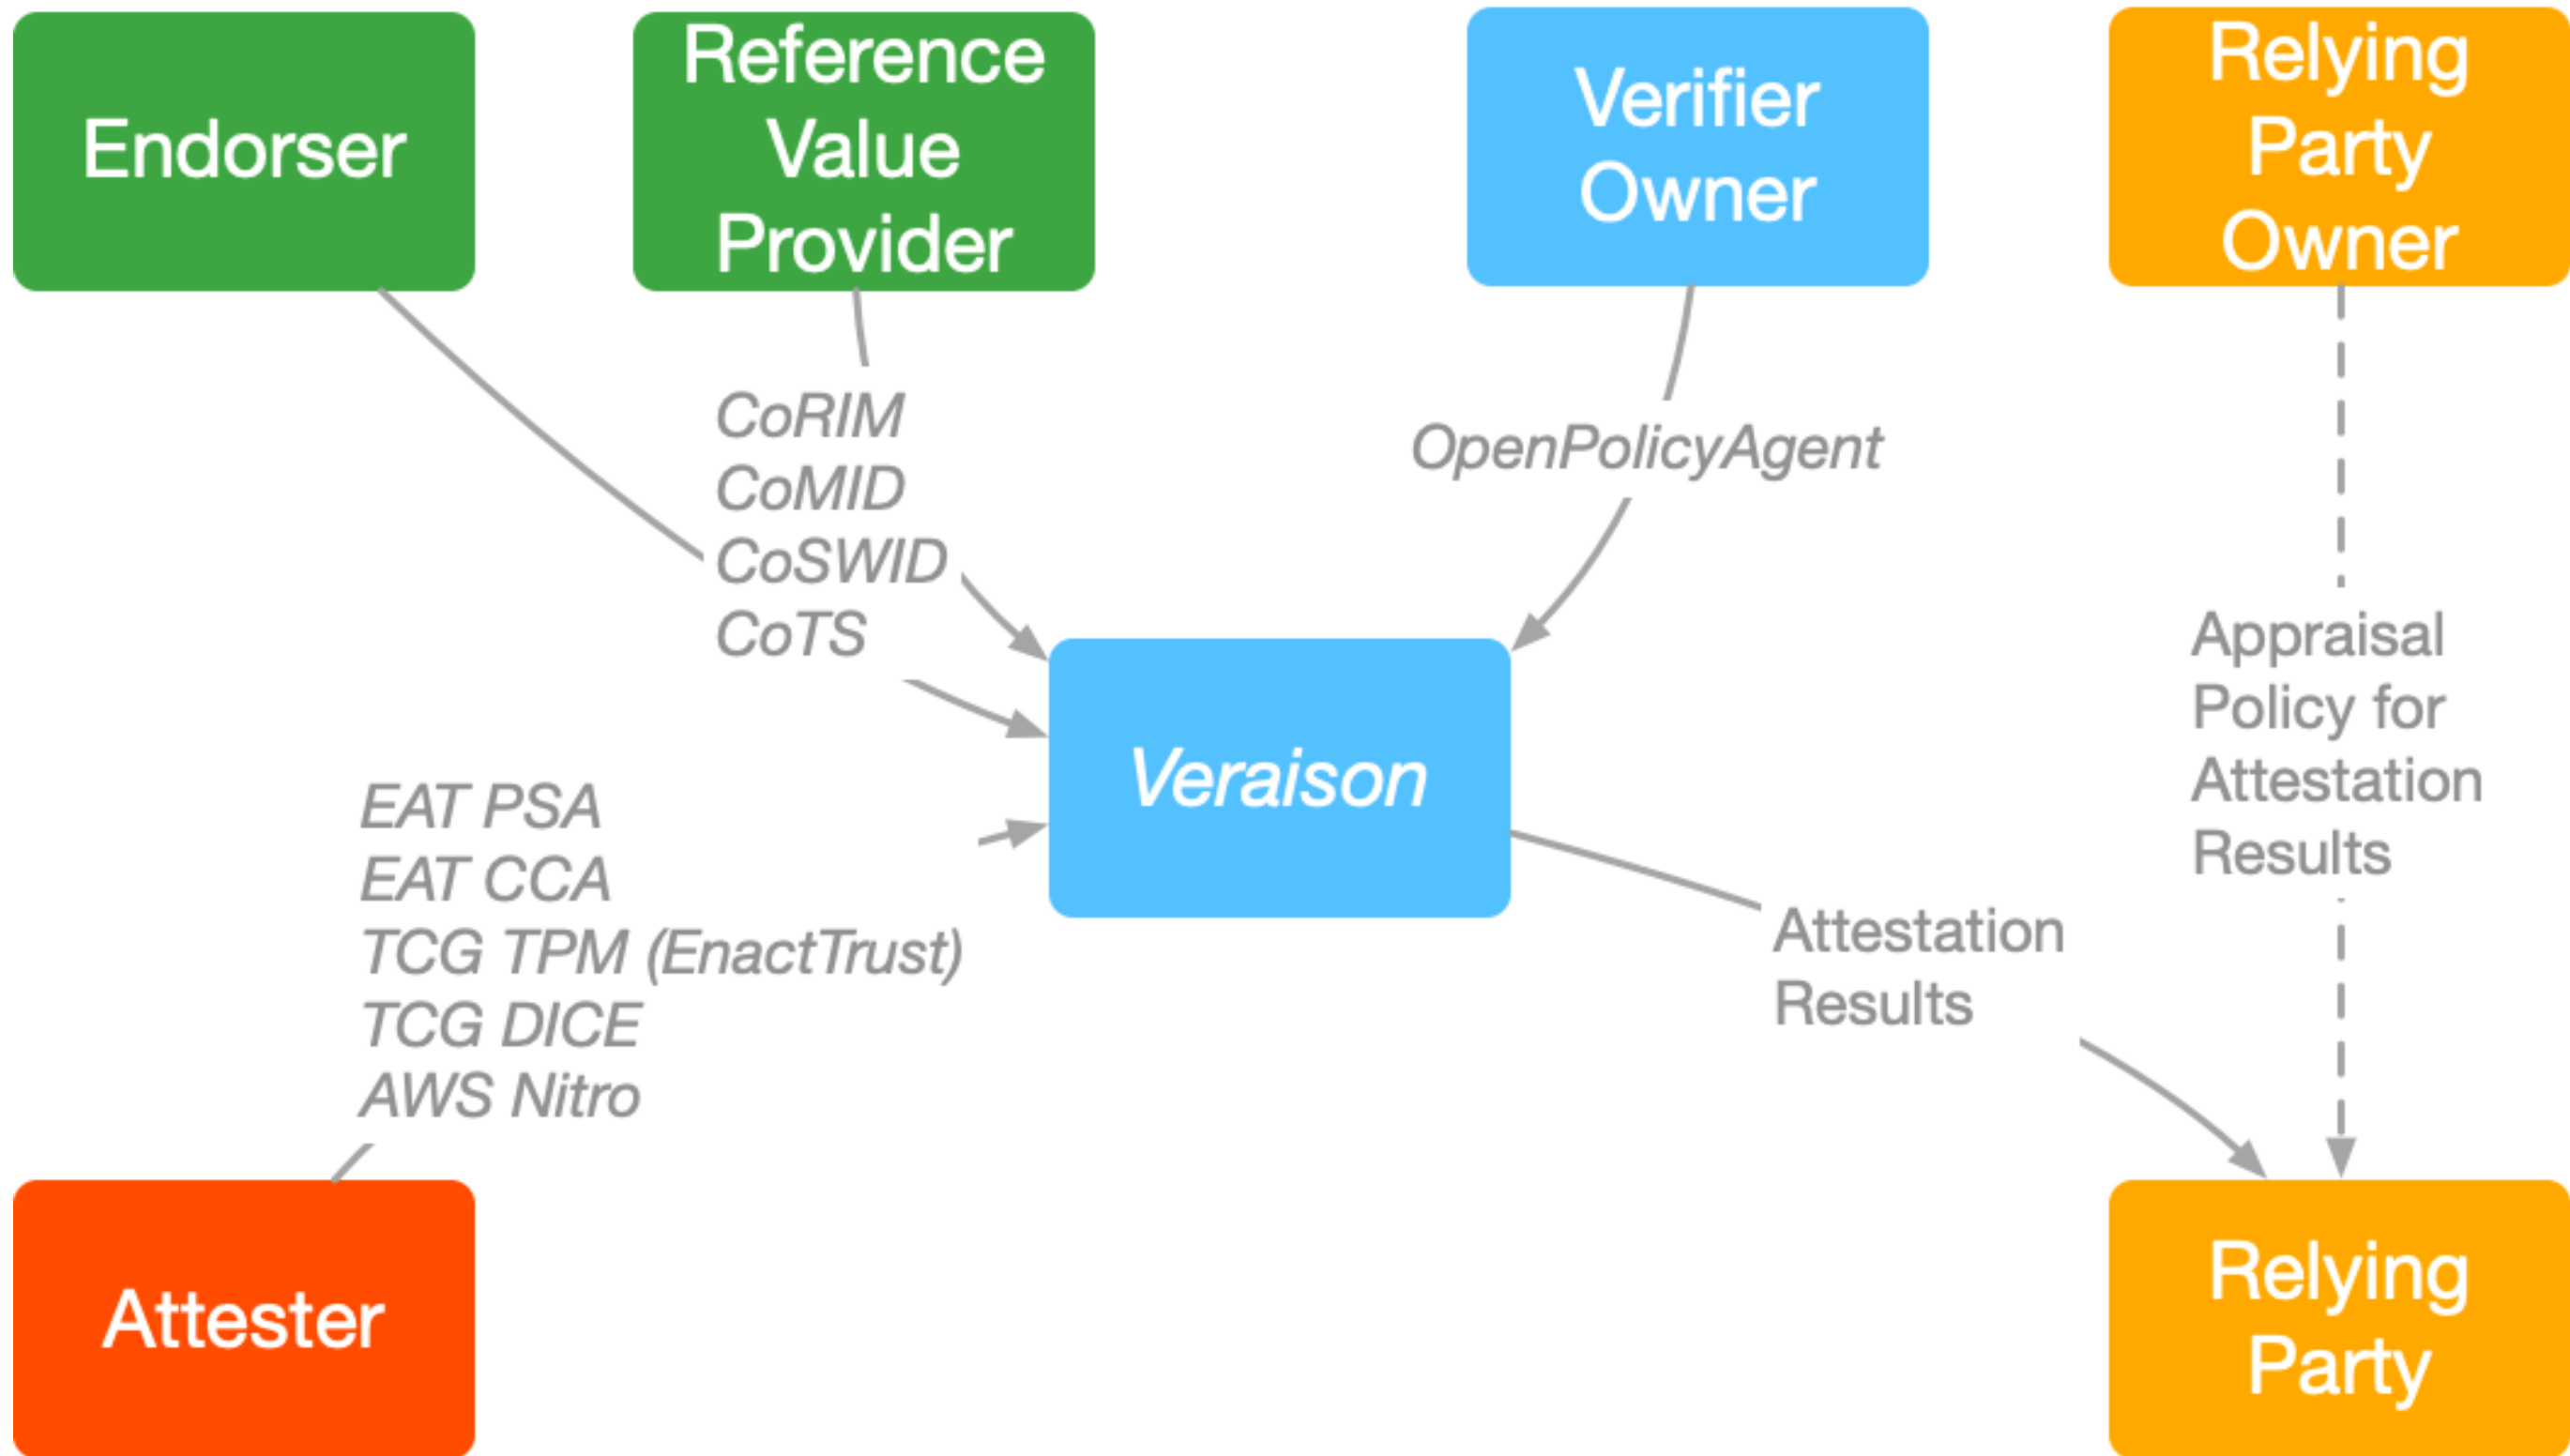 Endorser
Reference
Value
Provider
Verifier
Owner
Relying
Party
Owner
CoRIM
CoMID
CoSWID
CoTS
OpenPolicyAgent
Appraisal
Policy for
Attestation
Results
Veraison
EAT PSA
EAT CCA
TCG TPM (EnactTrust)
TCG DICE
AWS Nitro
Attestation
Results
Attester
Relying
Party